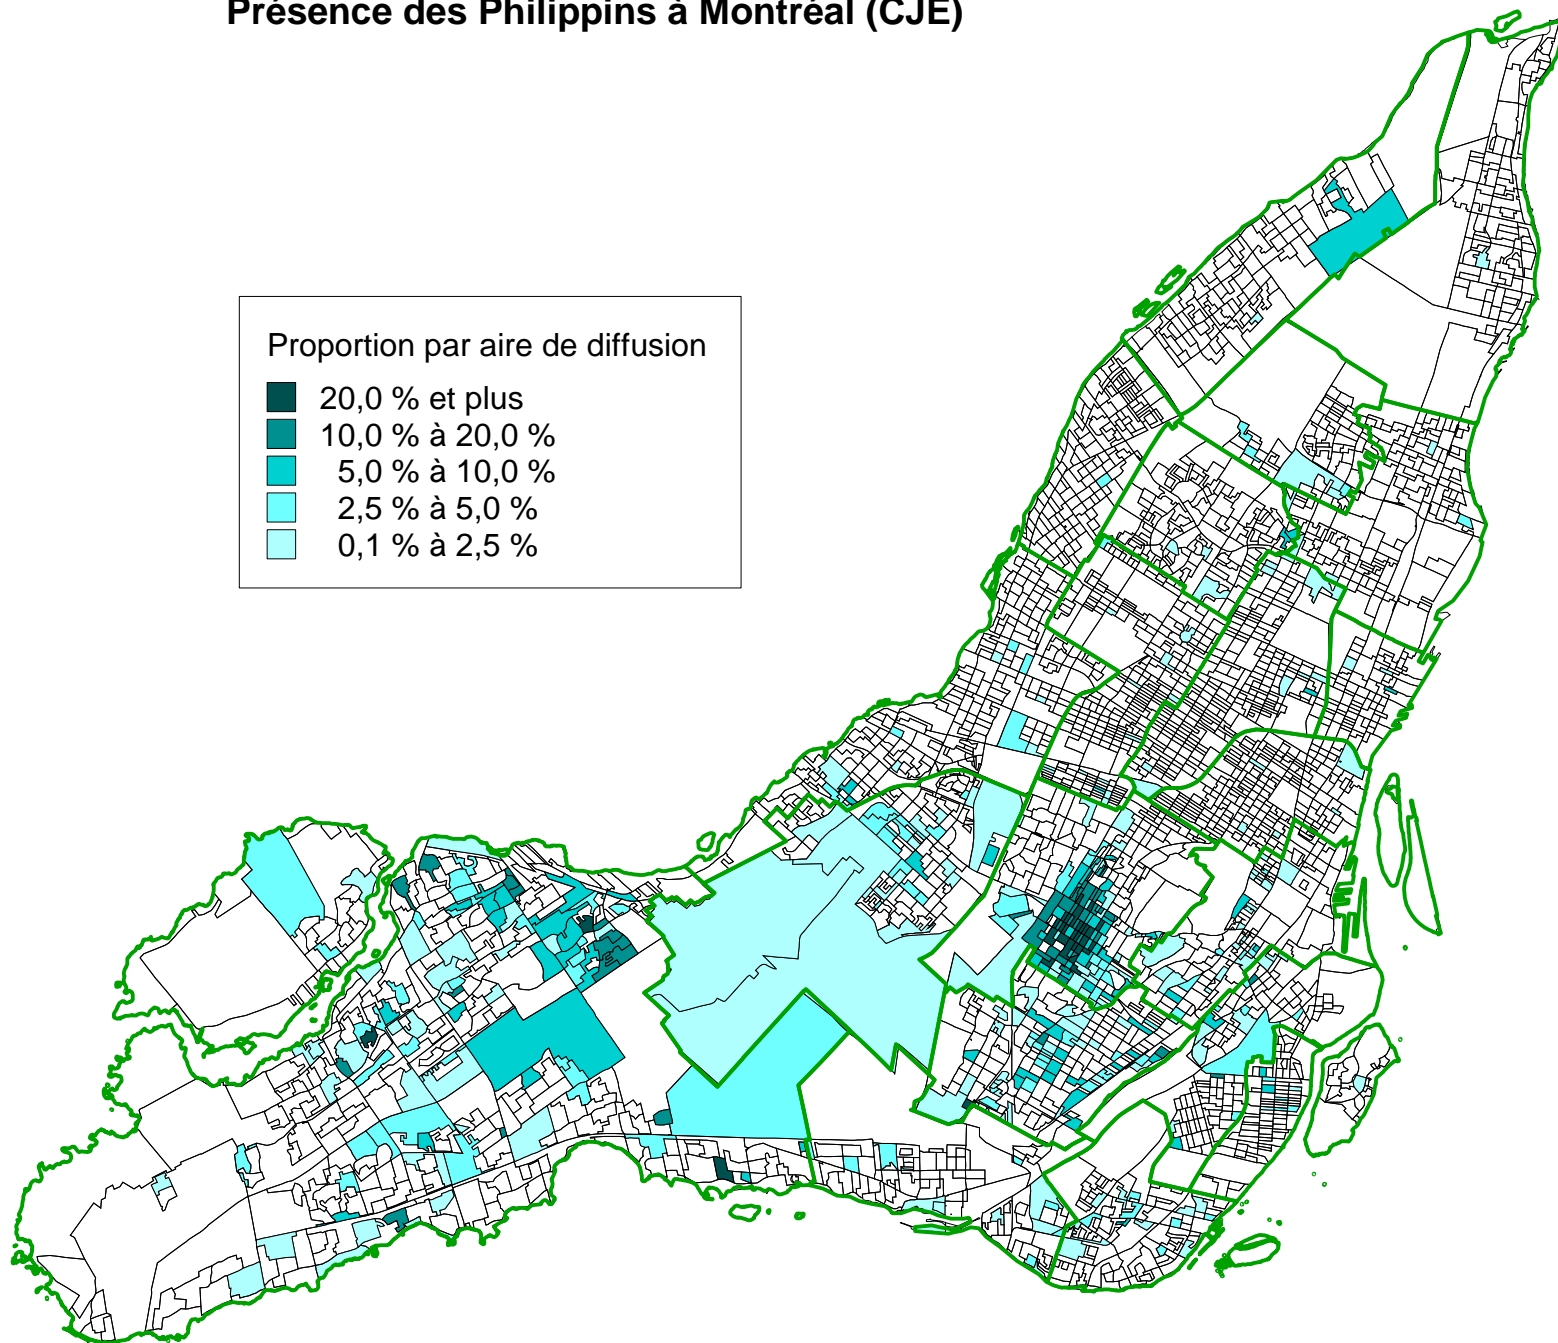 Présence des Philippins à Montréal (CJE)
Proportion par aire de diffusion
20,0 % et plus
10,0 % à 20,0 %
5,0 % à 10,0 %
2,5 % à 5,0 %
0,1 % à 2,5 %